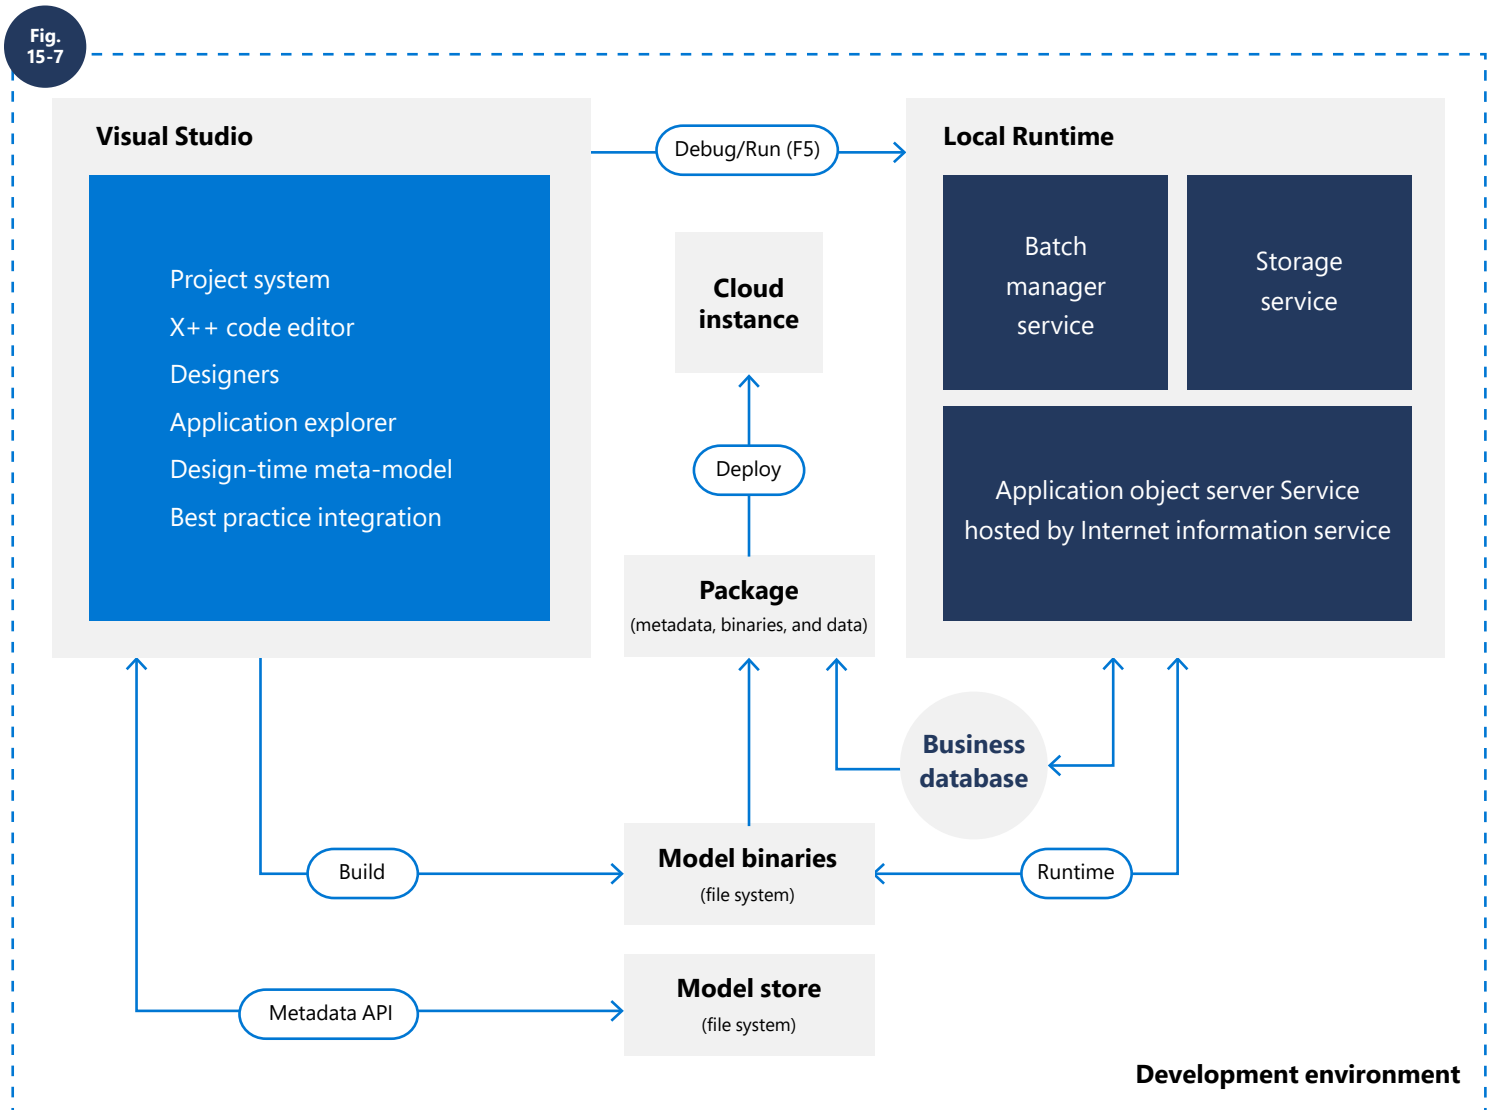 Fig.
15-7
Visual Studio
Project system
X++ code editor
Designers
Application explorer
Design-time meta-model
Best practice integration
Debug/Run (F5)
Local Runtime
Batch
manager
service
Storage
service
Application object server Service
hosted by Internet information service
Cloud
instance
Deploy
Package
(metadata, binaries, and data)
Business
database
Build
Model binaries
(file system)
Runtime
Metadata API
Model store
(file system)
Development environment